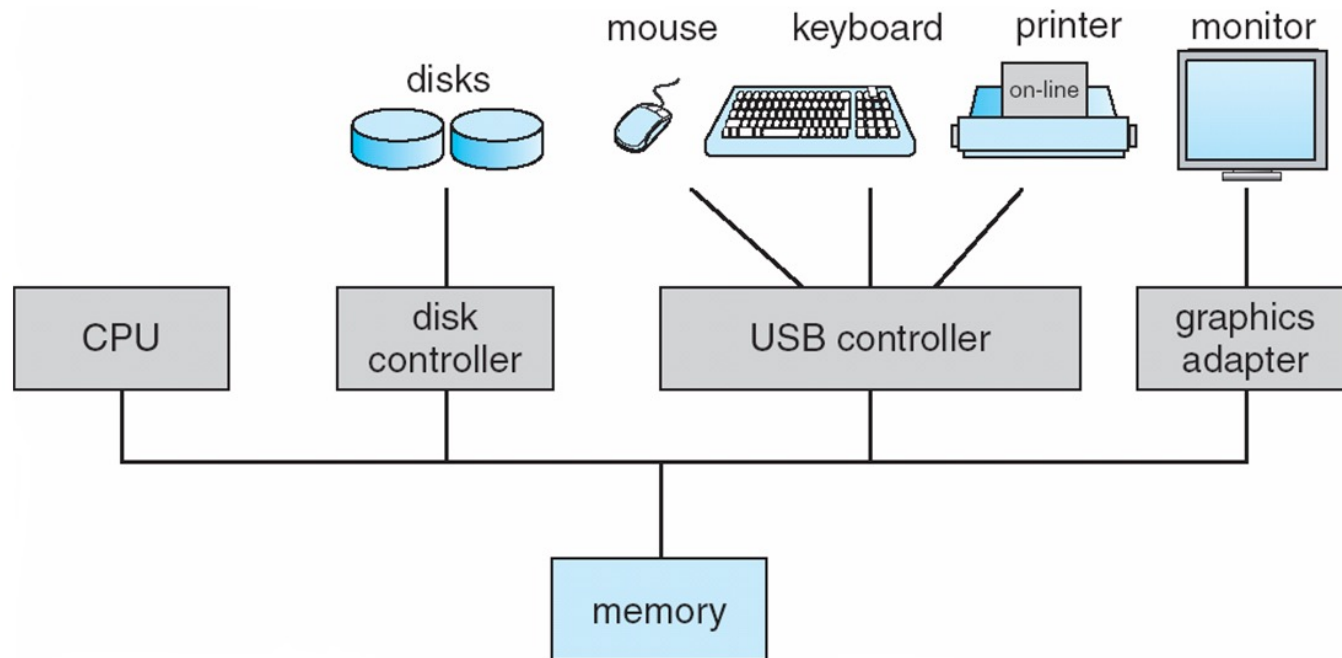 mouse
keyboard
printer
monitor
disks
on-line
CPU
disk
controller
USB controller
graphics
adapter
memory